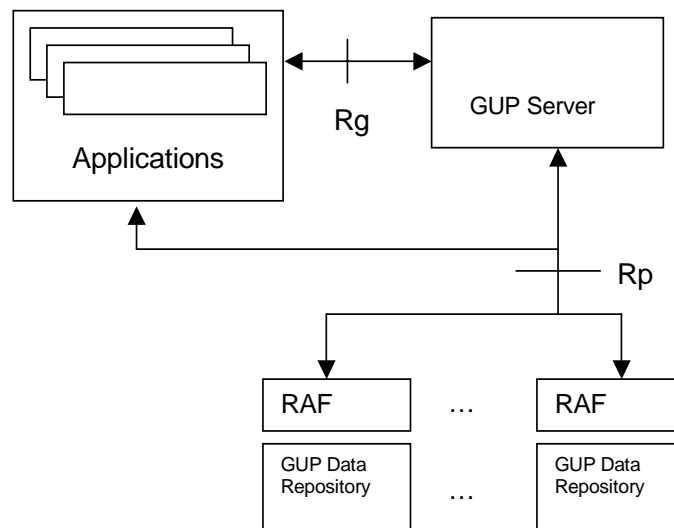 GUP Server
Rg
Applications
Rp
RAF
…
RAF
GUP Data
Repository
…
GUP Data
Repository